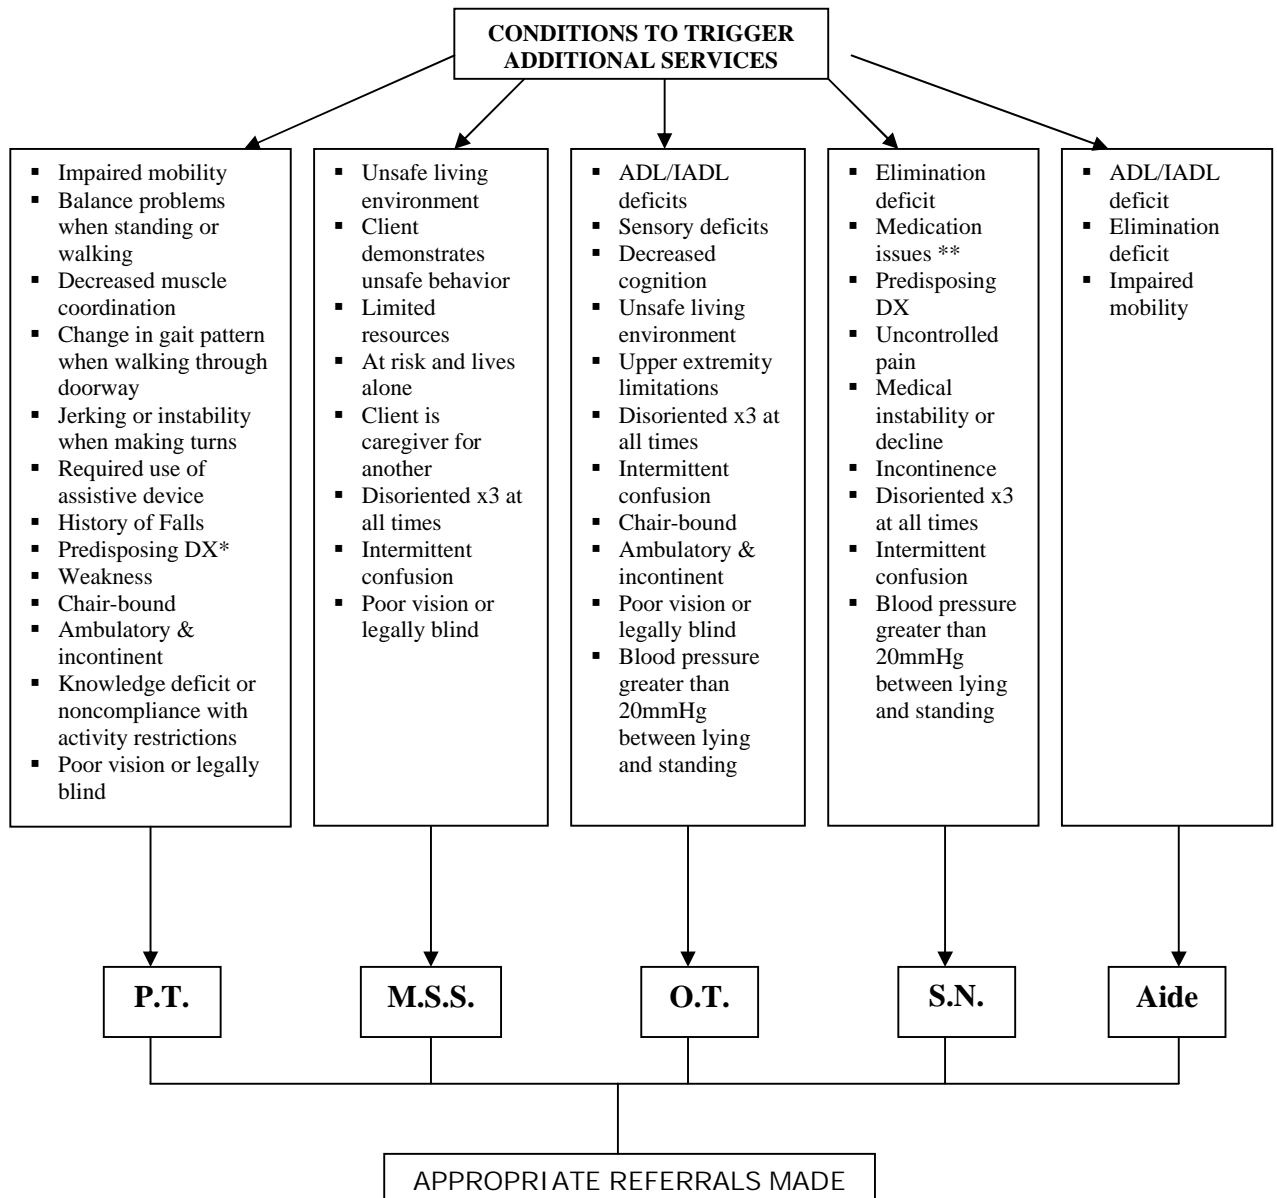 CONDITIONS TO TRIGGER
ADDITIONAL SERVICES
▪ Impaired mobility
▪ Balance problems
when standing or
walking
▪ Decreased muscle
coordination
▪ Change in gait pattern
when walking through
doorway
▪ Jerking or instability
when making turns
▪ Required use of
assistive device
▪ History of Falls
▪ Predisposing DX*
▪ Weakness
▪ Chair-bound
▪ Ambulatory &
incontinent
▪ Knowledge deficit or
noncompliance with
activity restrictions
▪ Poor vision or legally
blind
▪ Unsafe living
environment
▪ Client
demonstrates
unsafe behavior
▪ Limited
resources
▪ At risk and lives
alone
▪ Client is
caregiver for
another
▪ Disoriented x3 at
all times
▪ Intermittent
confusion
▪ Poor vision or
legally blind
▪ ADL/IADL
deficits
▪ Sensory deficits
▪ Decreased
cognition
▪ Unsafe living
environment
▪ Upper extremity
limitations
▪ Disoriented x3 at
all times
▪ Intermittent
confusion
▪ Chair-bound
▪ Ambulatory &
incontinent
▪ Poor vision or
legally blind
▪ Blood pressure
greater than
20mmHg
between lying
and standing
▪ Elimination
deficit
▪ Medication
issues **
▪ Predisposing
DX
▪ Uncontrolled
pain
▪ Medical
instability or
decline
▪ Incontinence
▪ Disoriented x3
at all times
▪ Intermittent
confusion
▪ Blood pressure
greater than
20mmHg
between lying
and standing
▪ ADL/IADL
deficit
▪ Elimination
deficit
▪ Impaired
mobility
P.T.
M.S.S.
O.T.
S.N.
Aide
APPROPRIATE REFERRALS MADE